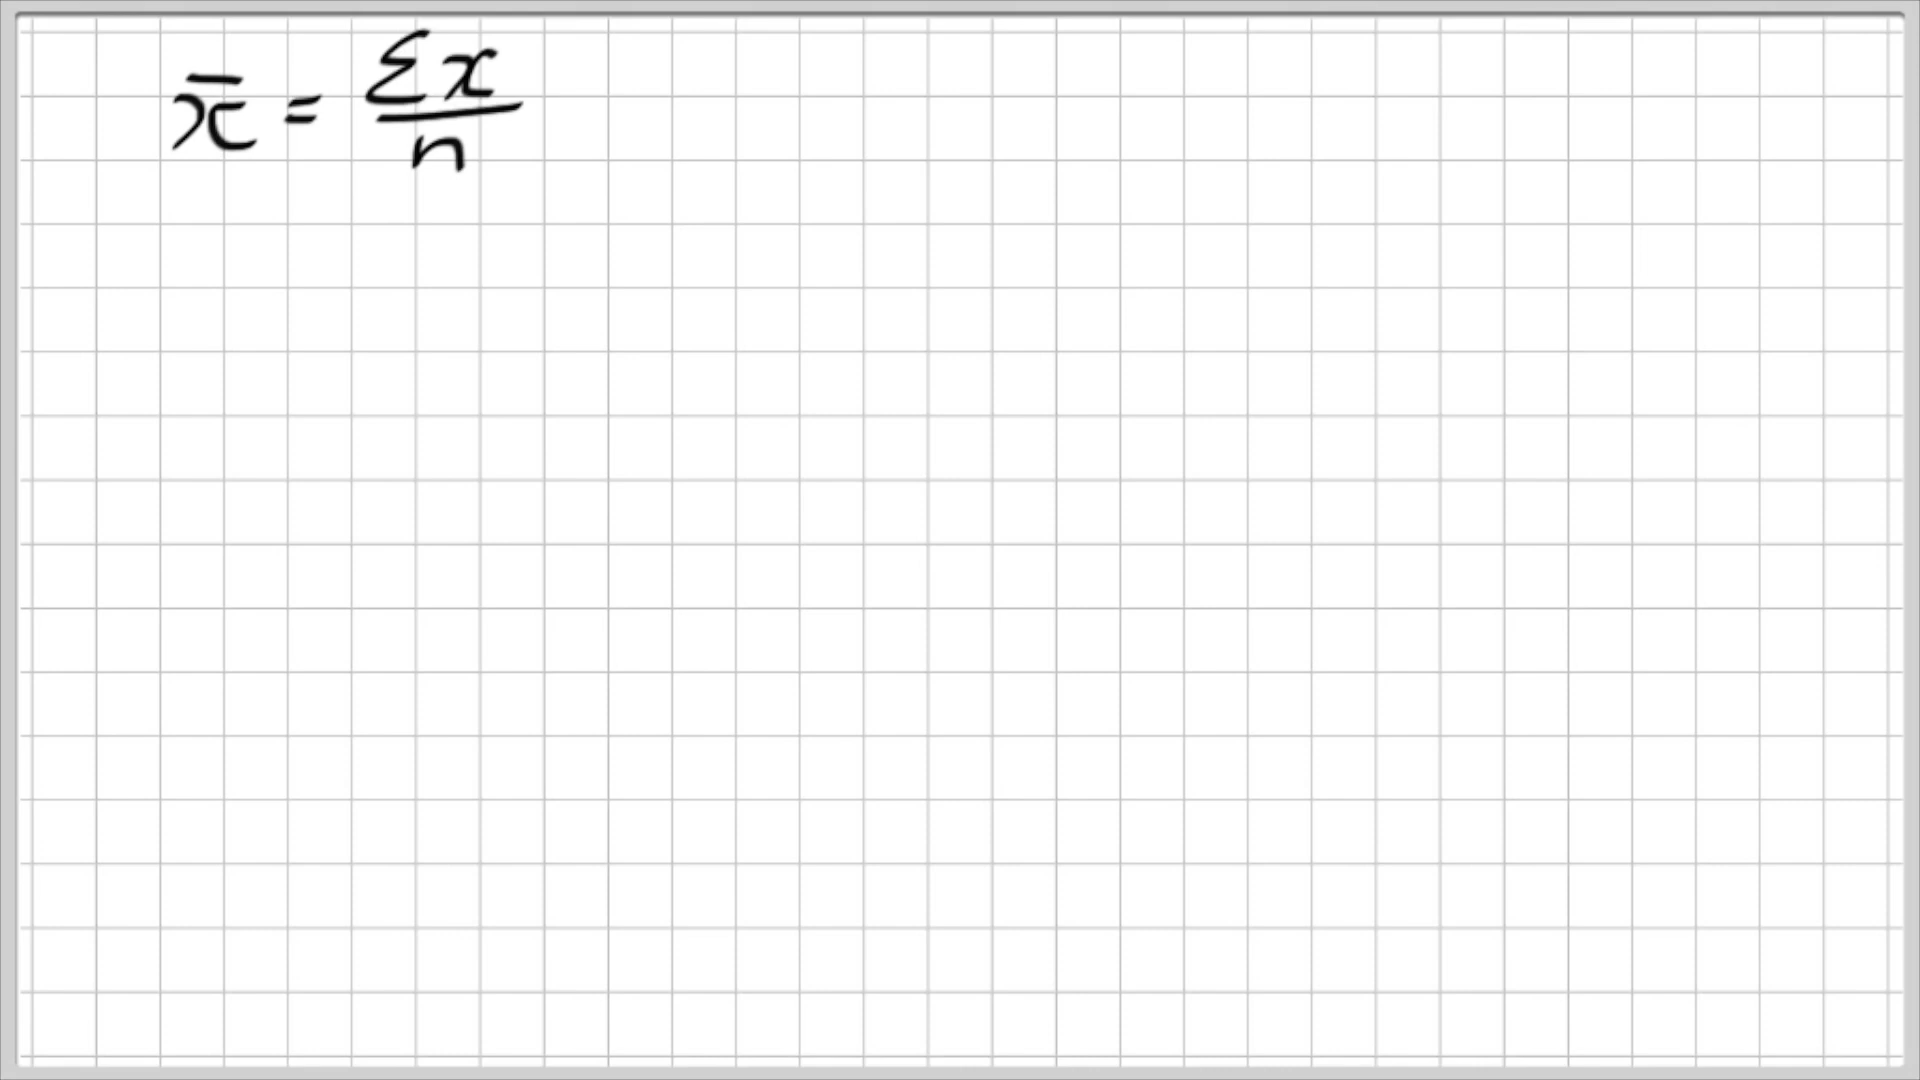 x̄ = Σx/n